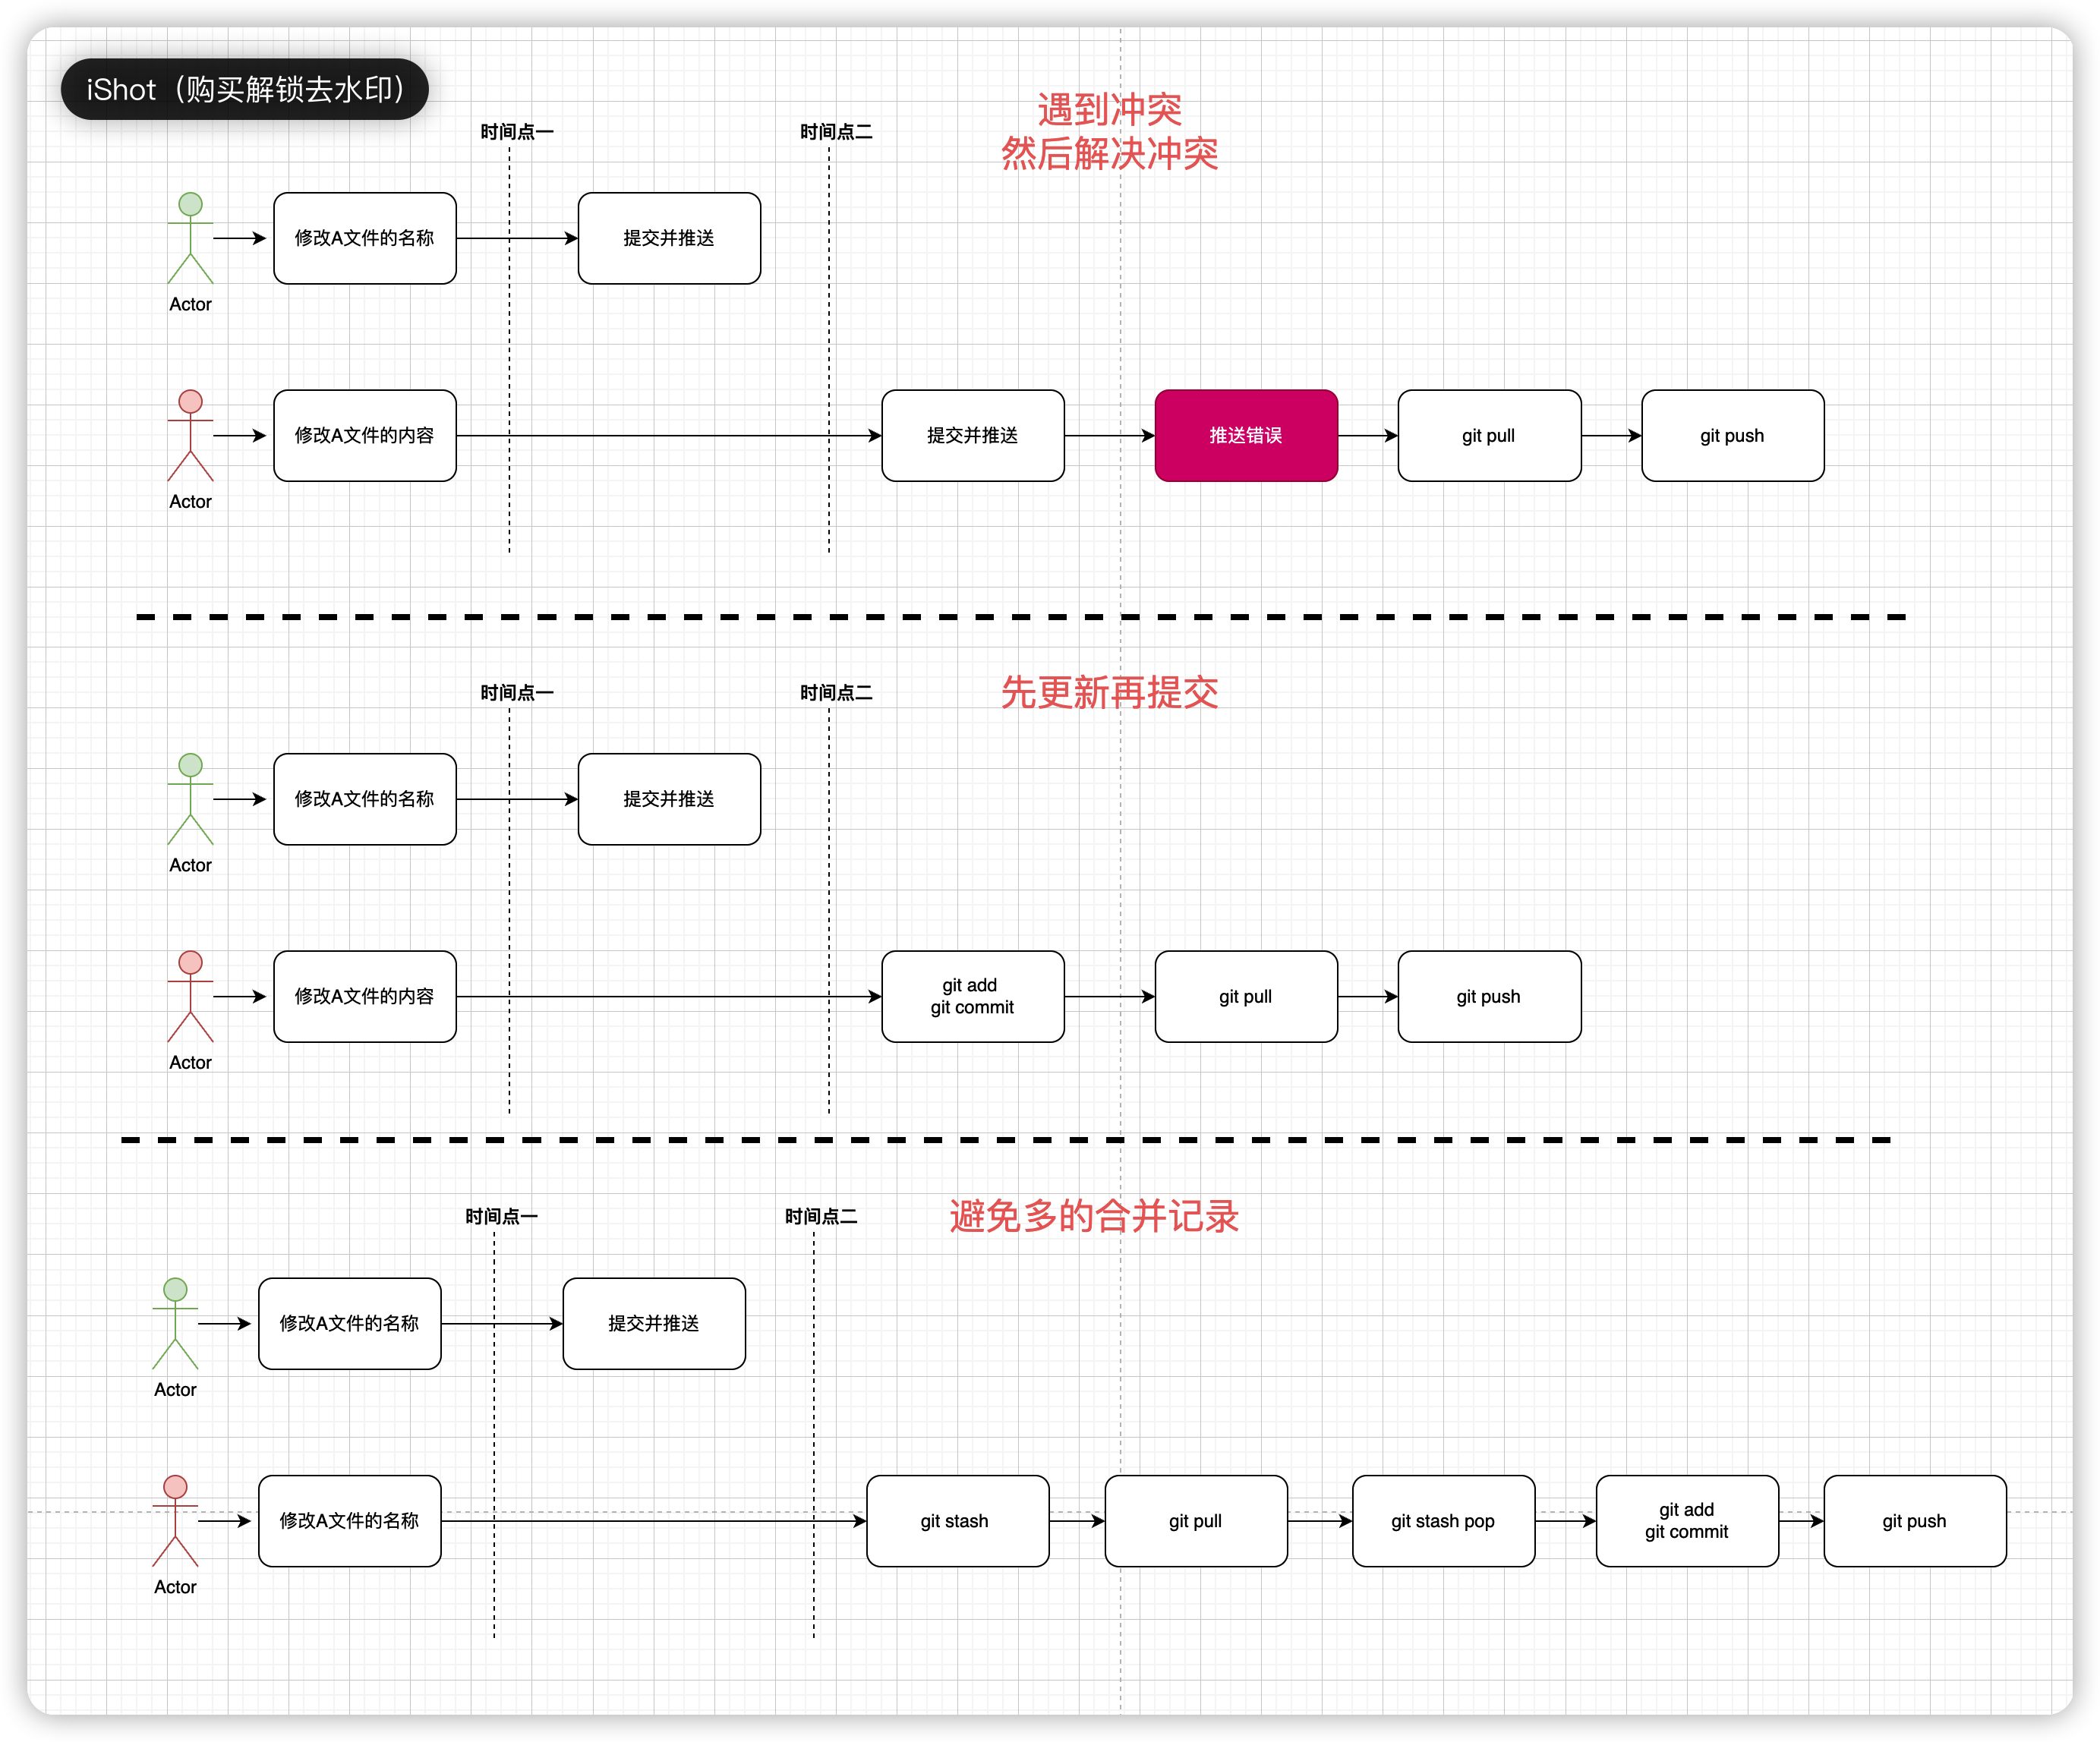 iShot（购买解锁去水印）
遇到冲突
然后解决冲突
时间点一
时间点二
修改A文件的名称
提交并推送
Actor
修改A文件的内容
提交并推送
推送错误
git pull
git push
Actor
先更新再提交
时间点一
时间点二
修改A文件的名称
提交并推送
Actor
修改A文件的内容
git add
git commit
git pull
git push
Actor
避免多的合并记录
时间点一
时间点二
修改A文件的名称
提交并推送
Actor
修改A文件的名称
git stash
git pull
git stash pop
git add
git commit
git push
Actor